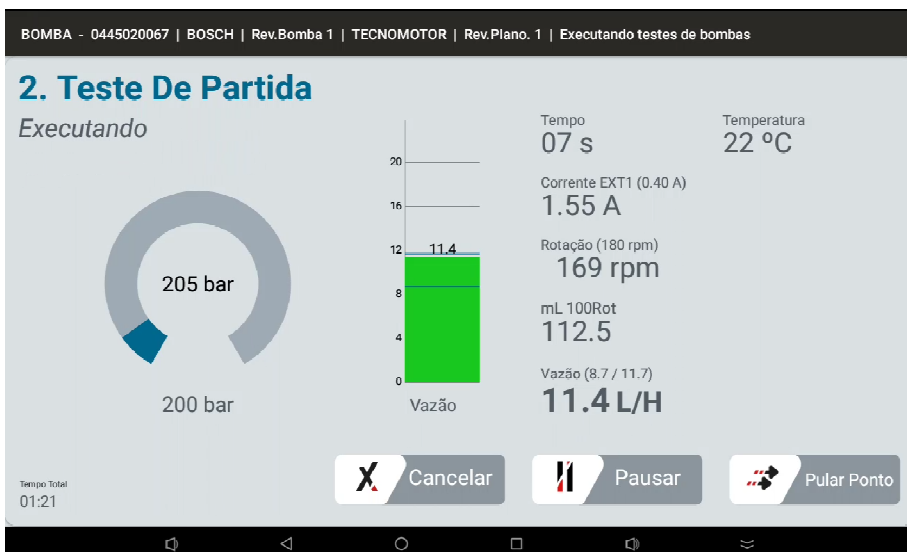 BOMBA - 0445020067 | BOSCH | Rev.Bomba 1 | TECNOMOTOR | Rev.Plano. 1 | Executando testes de bombas
2. Teste De Partida
Executando
205 bar
200 bar
20
16
12
8
4
0
11.4
Vazão
Tempo
07 s
Temperatura
22 ºC
Corrente EXT1 (0.40 A)
1.55 A
Rotação (180 rpm)
169 rpm
mL 100Rot
112.5
Vazão (8.7 / 11.7)
11.4 L/H
Tempo Total
01:21
Cancelar
Pausar
Pular Ponto